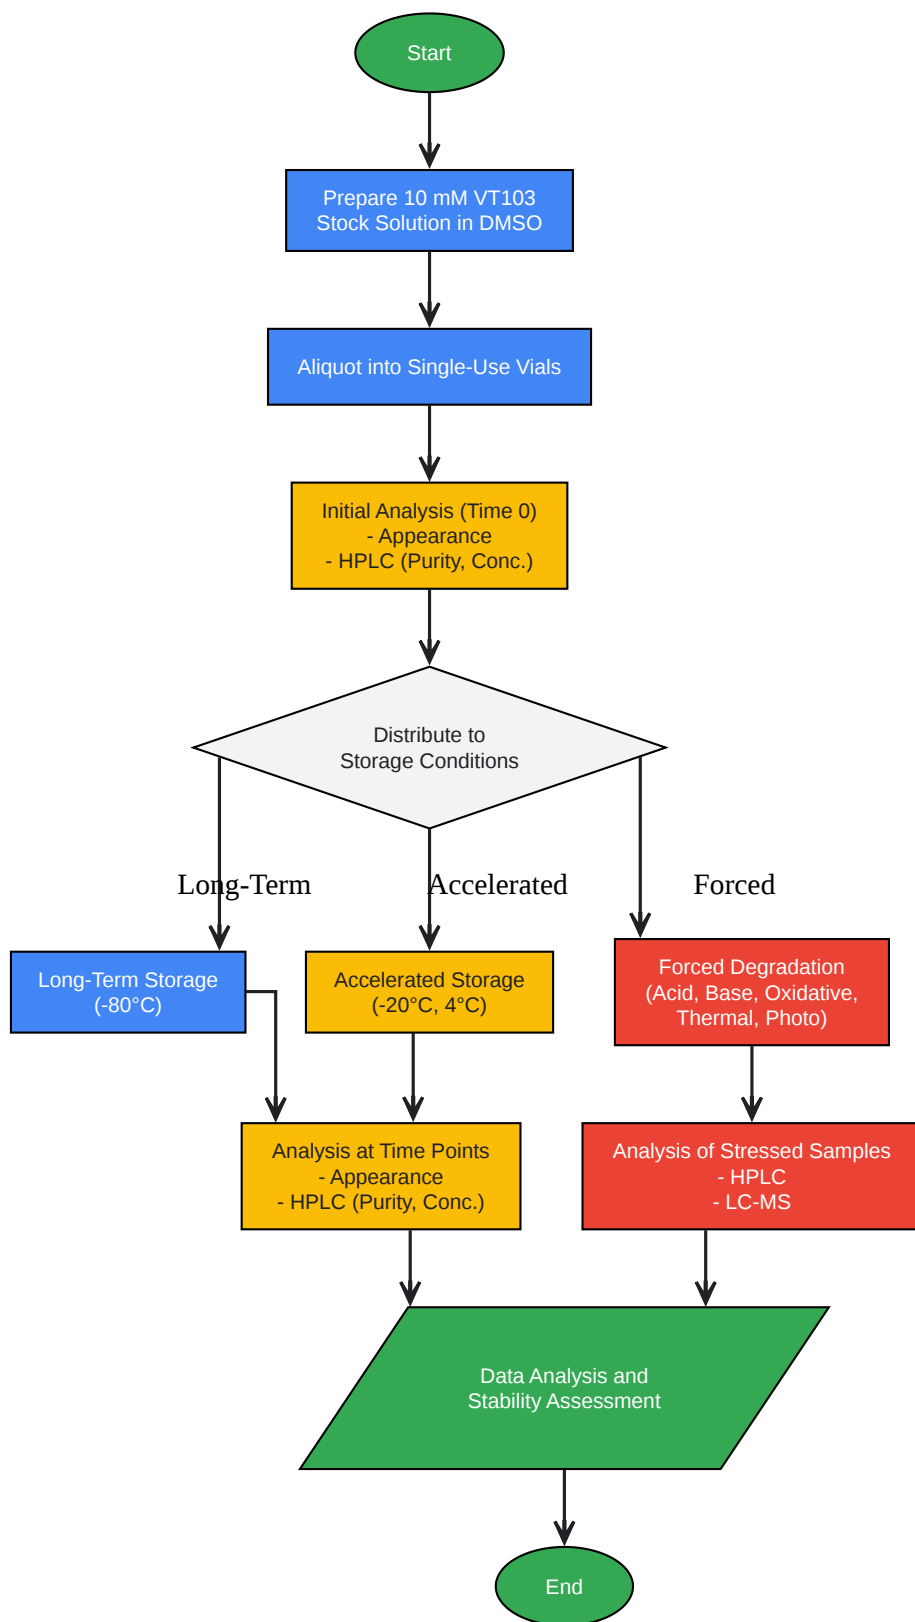 Start
Prepare 10 mM VT103
Stock Solution in DMSO
Aliquot into Single-Use Vials
Initial Analysis (Time 0)
- Appearance
- HPLC (Purity, Conc.)
Distribute to
Storage Conditions
Long-Term
Accelerated
Forced
Long-Term Storage
(-80°C)
Accelerated Storage
(-20°C, 4°C)
Forced Degradation
(Acid, Base, Oxidative,
Thermal, Photo)
Analysis at Time Points
- Appearance
- HPLC (Purity, Conc.)
Analysis of Stressed Samples
- HPLC
- LC-MS
Data Analysis and
Stability Assessment
End